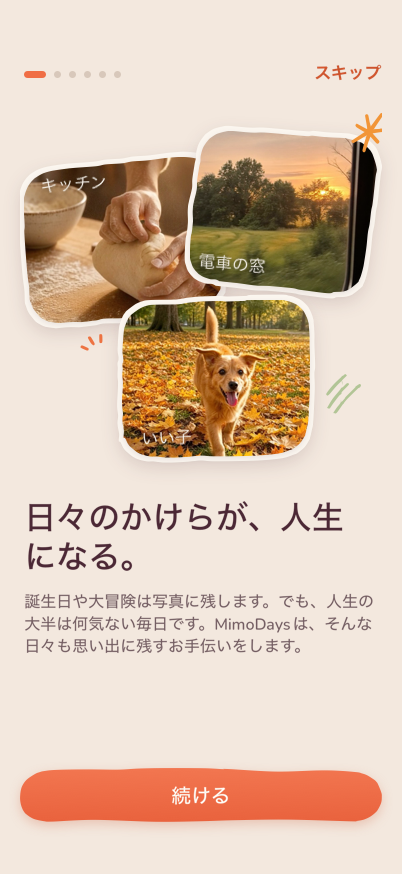 スキップ
キッチン
電車の窓
いい子
日々のかけらが、人生
になる。
誕生日や大冒険は写真に残します。でも、人生の
大半は何気ない毎日です。MimoDaysは、そんな
日々も思い出に残すお手伝いをします。
続ける